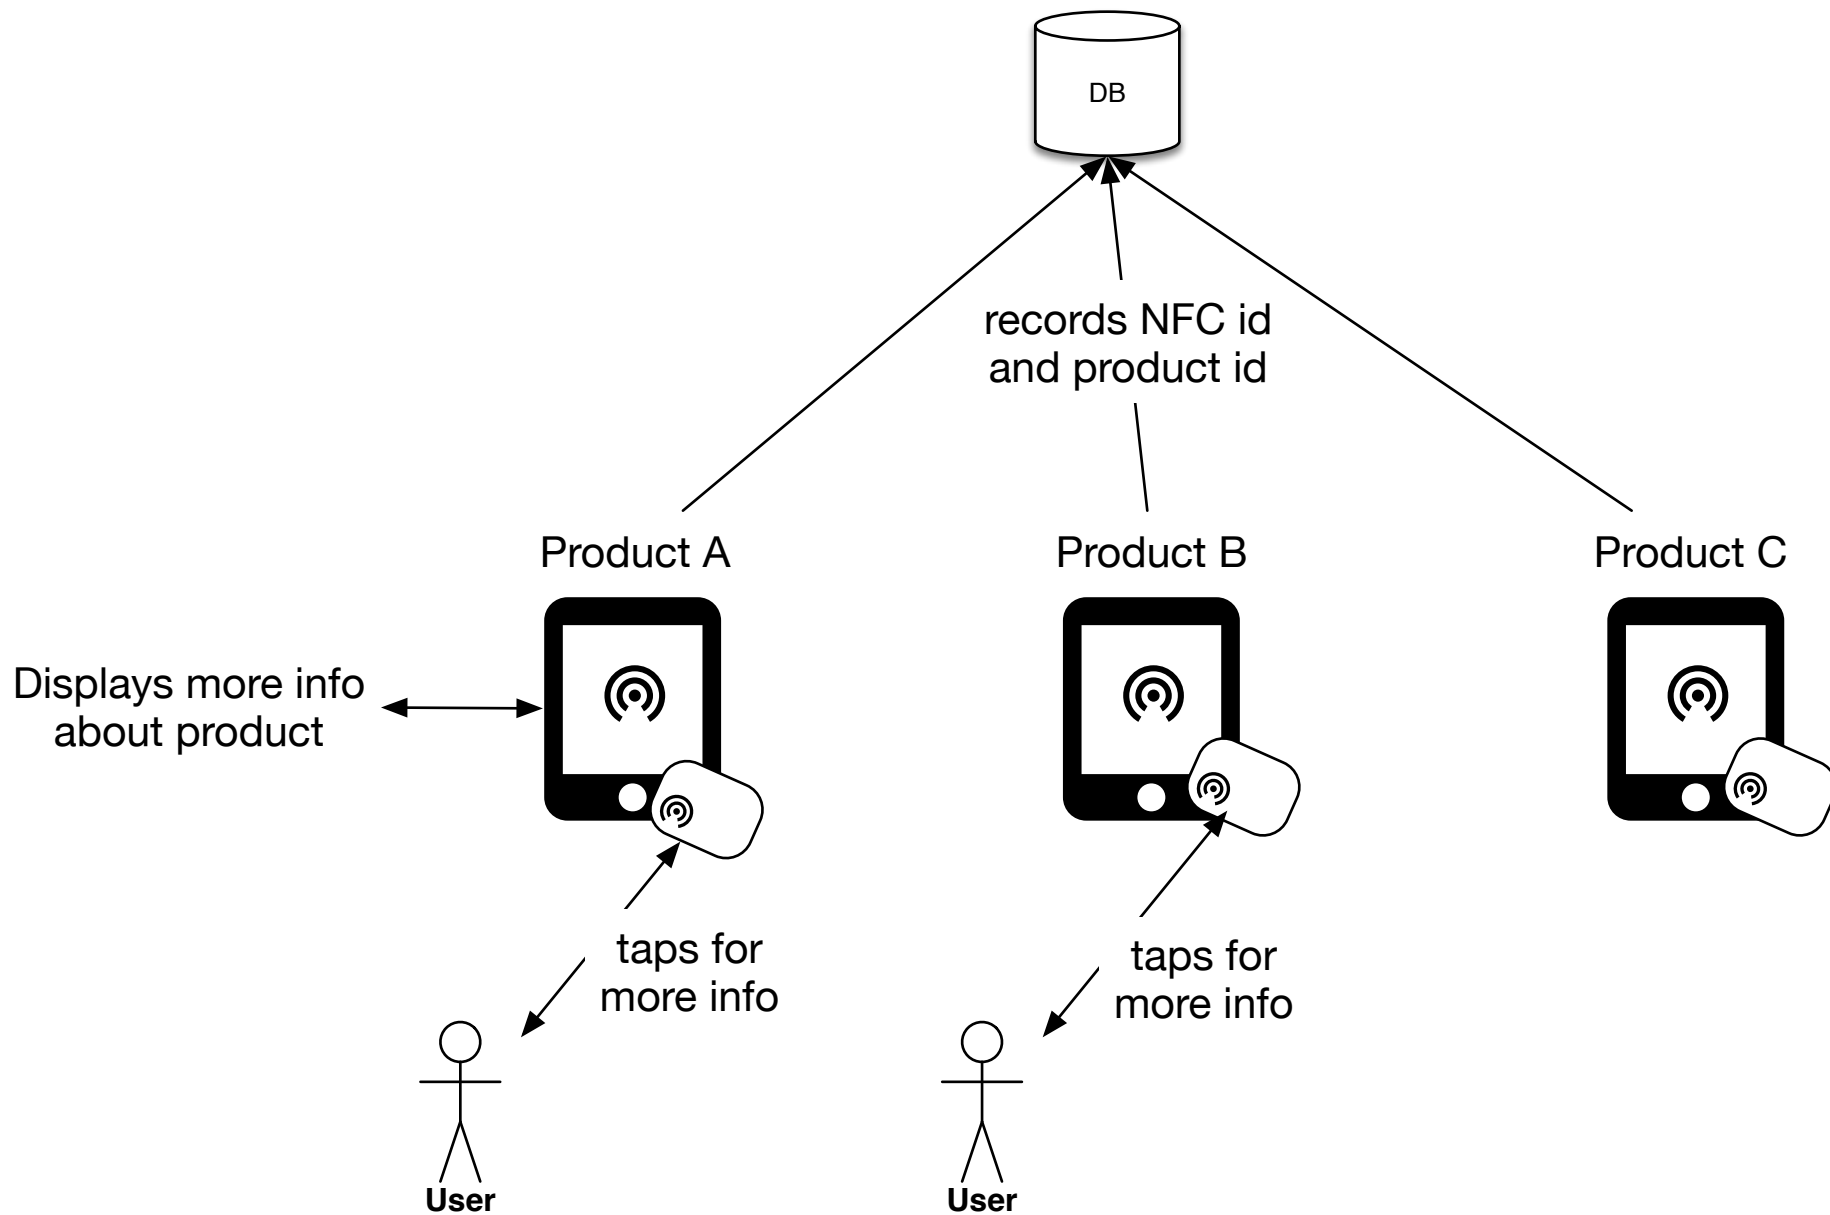 DB
records NFC id
and product id
Product A
Product B
Product C
Displays more info
about product
taps for
more info
taps for
more info
User
User